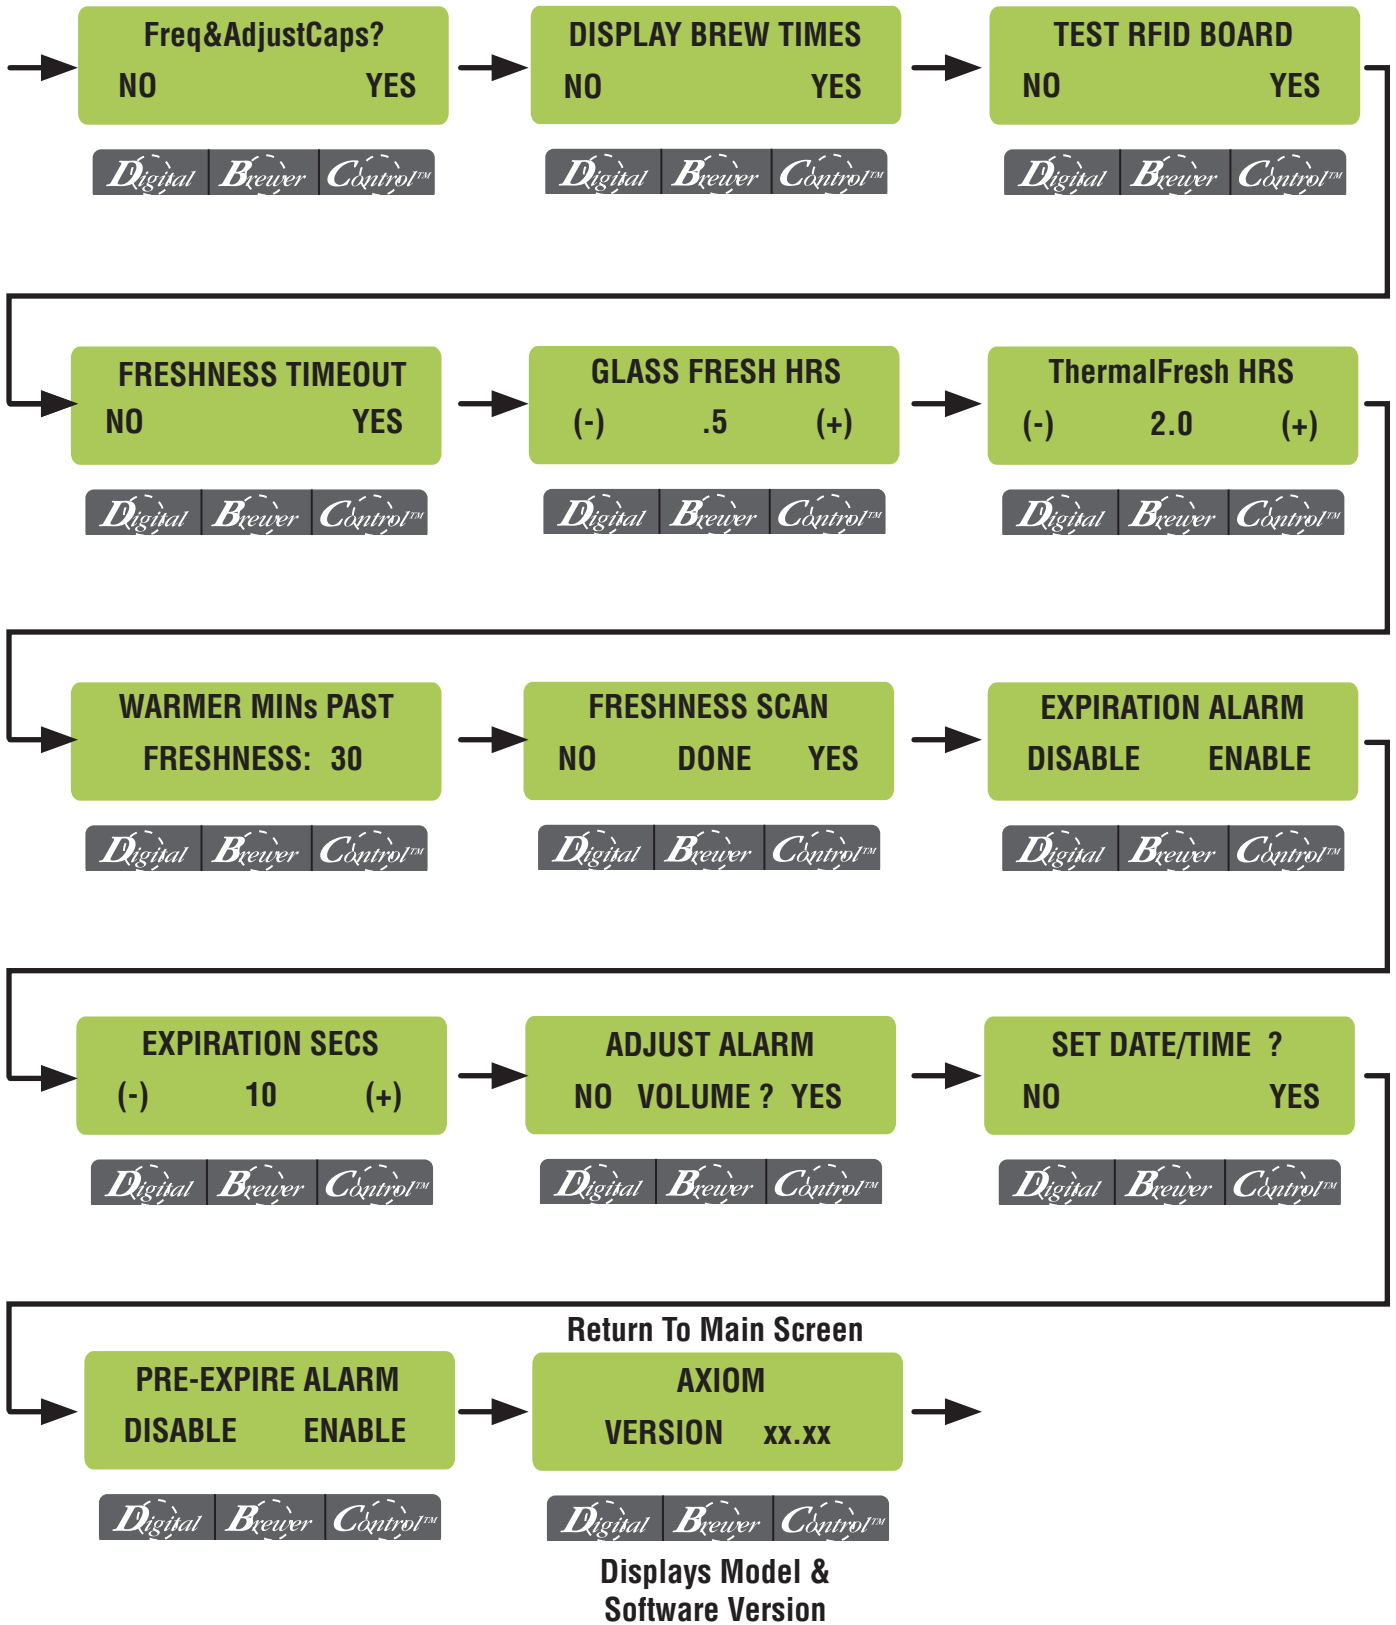 Freq&AdjustCaps?
NO YES
Digital Brewer Control™
DISPLAY BREW TIMES
NO YES
Digital Brewer Control™
TEST RFID BOARD
NO YES
Digital Brewer Control™
FRESHNESS TIMEOUT
NO YES
Digital Brewer Control™
GLASS FRESH HRS
(-) .5 (+)
Digital Brewer Control™
ThermalFresh HRS
(-) 2.0 (+)
Digital Brewer Control™
WARMER MINs PAST
FRESHNESS: 30
Digital Brewer Control™
FRESHNESS SCAN
NO DONE YES
Digital Brewer Control™
EXPIRATION ALARM
DISABLE ENABLE
Digital Brewer Control™
EXPIRATION SECS
(-) 10 (+)
Digital Brewer Control™
ADJUST ALARM
NO VOLUME ? YES
Digital Brewer Control™
SET DATE/TIME ?
NO YES
Digital Brewer Control™
PRE-EXPIRE ALARM
DISABLE ENABLE
Digital Brewer Control™
Return To Main Screen
AXIOM
VERSION xx.xx
Digital Brewer Control™
Displays Model &
Software Version